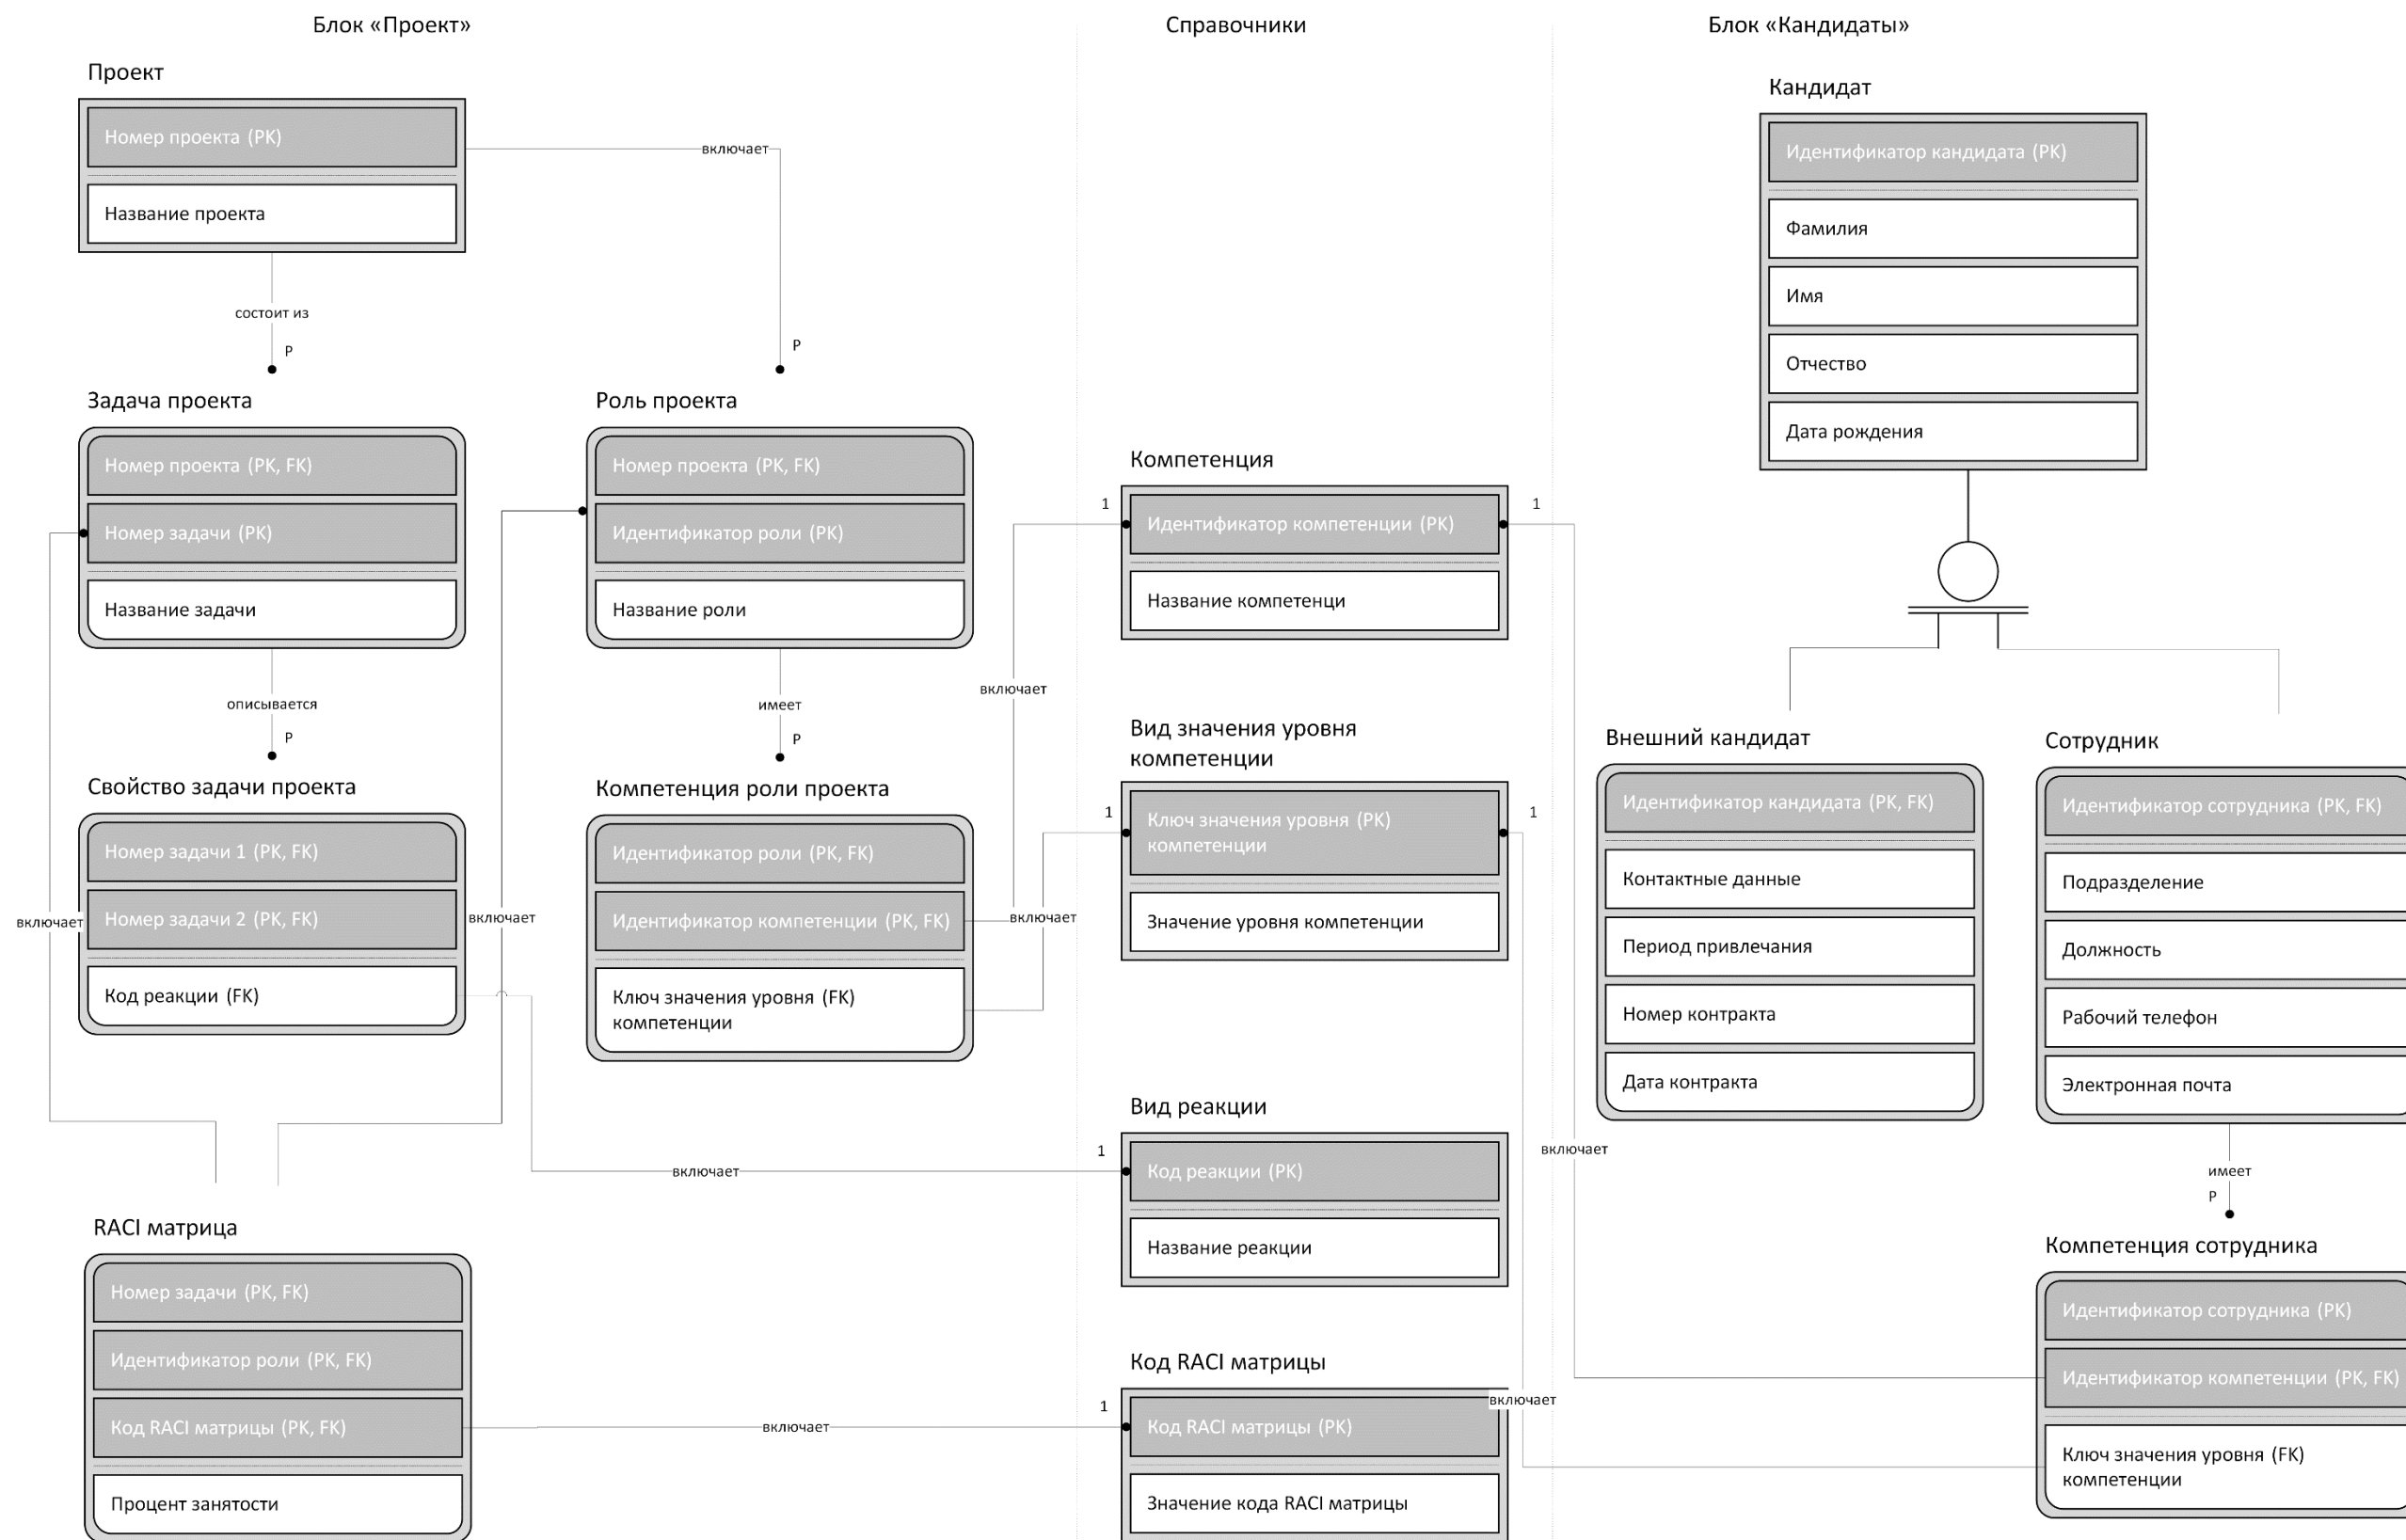 Блок «Проект»
Справочники
Блок «Кандидаты»
Проект
Номер проекта (PK)
Название проекта
включает
P
состоит из
P
Задача проекта
Номер проекта (PK, FK)
Номер задачи (PK)
Название задачи
Роль проекта
Номер проекта (PK, FK)
Идентификатор роли (PK)
Название роли
описывается
P
имеет
P
Свойство задачи проекта
Номер задачи 1 (PK, FK)
Номер задачи 2 (PK, FK)
Код реакции (FK)
включает
включает
Компетенция роли проекта
Идентификатор роли (PK, FK)
Идентификатор компетенции (PK, FK)
Ключ значения уровня (FK)
компетенции
включает
включает
RACI матрица
Номер задачи (PK, FK)
Идентификатор роли (PK, FK)
Код RACI матрицы (PK, FK)
Процент занятости
включает
включает
Компетенция
1
1
Идентификатор компетенции (PK)
Название компетенци
Вид значения уровня
компетенции
1
1
Ключ значения уровня (PK)
компетенции
Значение уровня компетенции
Вид реакции
1
Код реакции (PK)
Название реакции
Код RACI матрицы
1
Код RACI матрицы (PK)
Значение кода RACI матрицы
включает
включает
Кандидат
Идентификатор кандидата (PK)
Фамилия
Имя
Отчество
Дата рождения
Внешний кандидат
Идентификатор кандидата (PK, FK)
Контактные данные
Период привлечания
Номер контракта
Дата контракта
Сотрудник
Идентификатор сотрудника (PK, FK)
Подразделение
Должность
Рабочий телефон
Электронная почта
имеет
P
Компетенция сотрудника
Идентификатор сотрудника (PK)
Идентификатор компетенции (PK, FK)
Ключ значения уровня (FK)
компетенции